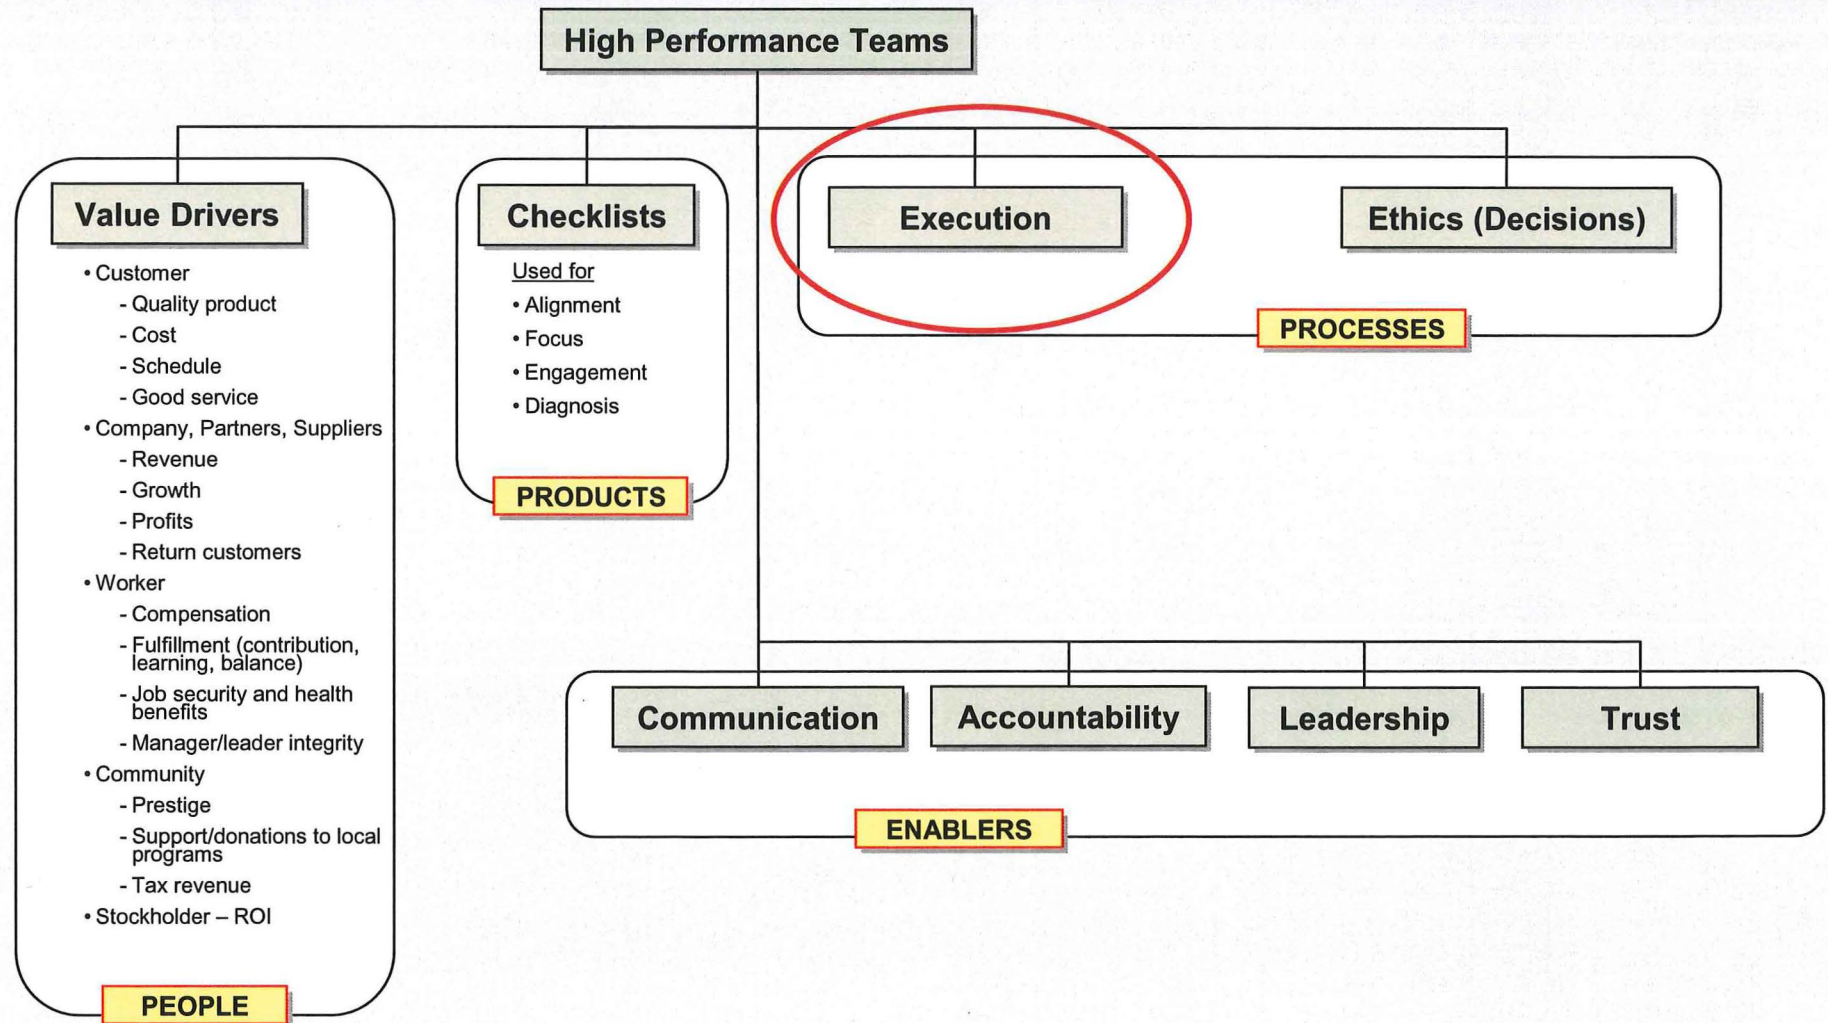 High Performance Teams
Value Drivers
• Customer
- Quality product
- Cost
- Schedule
- Good service
• Company, Partners, Suppliers
- Revenue
- Growth
- Profits
- Return customers
• Worker
- Compensation
- Fulfillment (contribution,
learning, balance)
- Job security and health
benefits
- Manager/leader integrity
• Community
- Prestige
- Support/donations to local
programs
- Tax revenue
• Stockholder – ROI
PEOPLE
Checklists
Used for
• Alignment
• Focus
• Engagement
• Diagnosis
PRODUCTS
Execution
Ethics (Decisions)
PROCESSES
Communication
Accountability
Leadership
Trust
ENABLERS